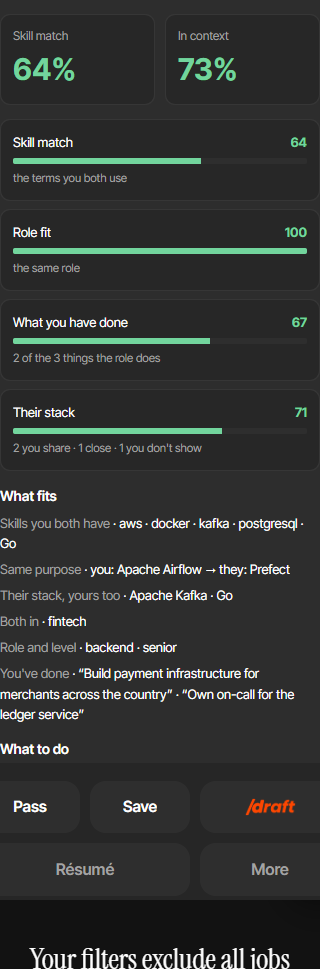 Skill match
64%
In context
73%
Skill match 64
the terms you both use
Role fit 100
the same role
What you have done 67
2 of the 3 things the role does
Their stack 71
2 you share · 1 close · 1 you don't show
What fits
Skills you both have · aws · docker · kafka · postgresql ·
Go
Same purpose · you: Apache Airflow → they: Prefect
Their stack, yours too · Apache Kafka · Go
Both in · fintech
Role and level · backend · senior
You've done · “Build payment infrastructure for
merchants across the country” · “Own on-call for the
ledger service”
What to do
Pass Save /draft
Résumé More
Your filters exclude all jobs